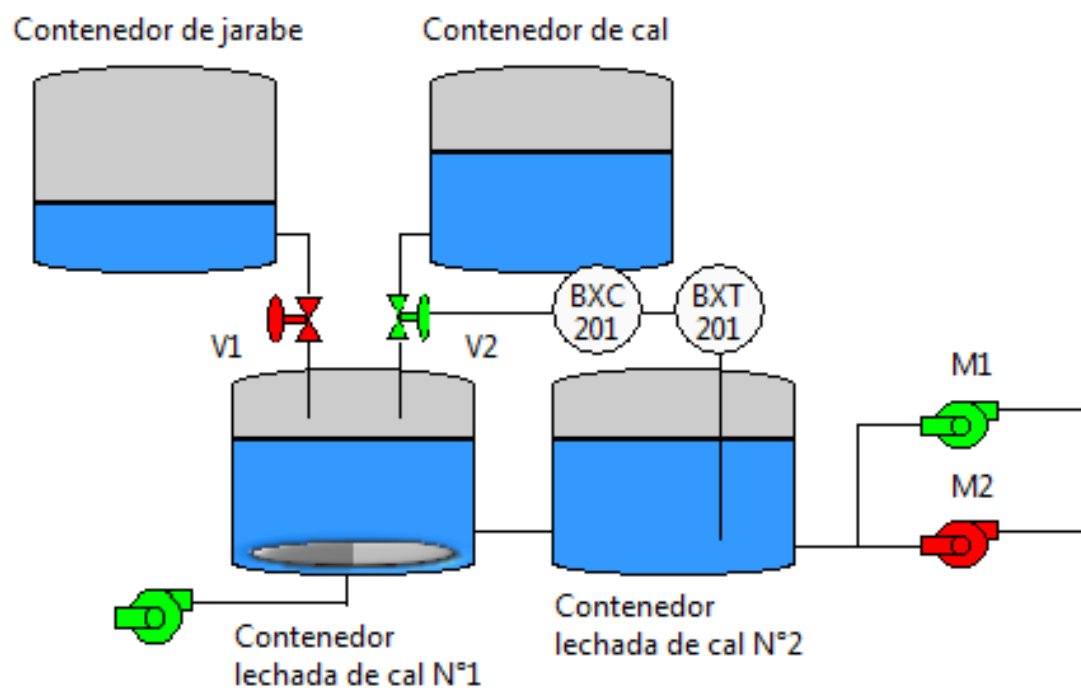 Contenedor de jarabe
Contenedor de cal
BXC
201
BXT
201
V1
V2
M1
M2
Contenedor
lechada de cal N°1
Contenedor
lechada de cal N°2